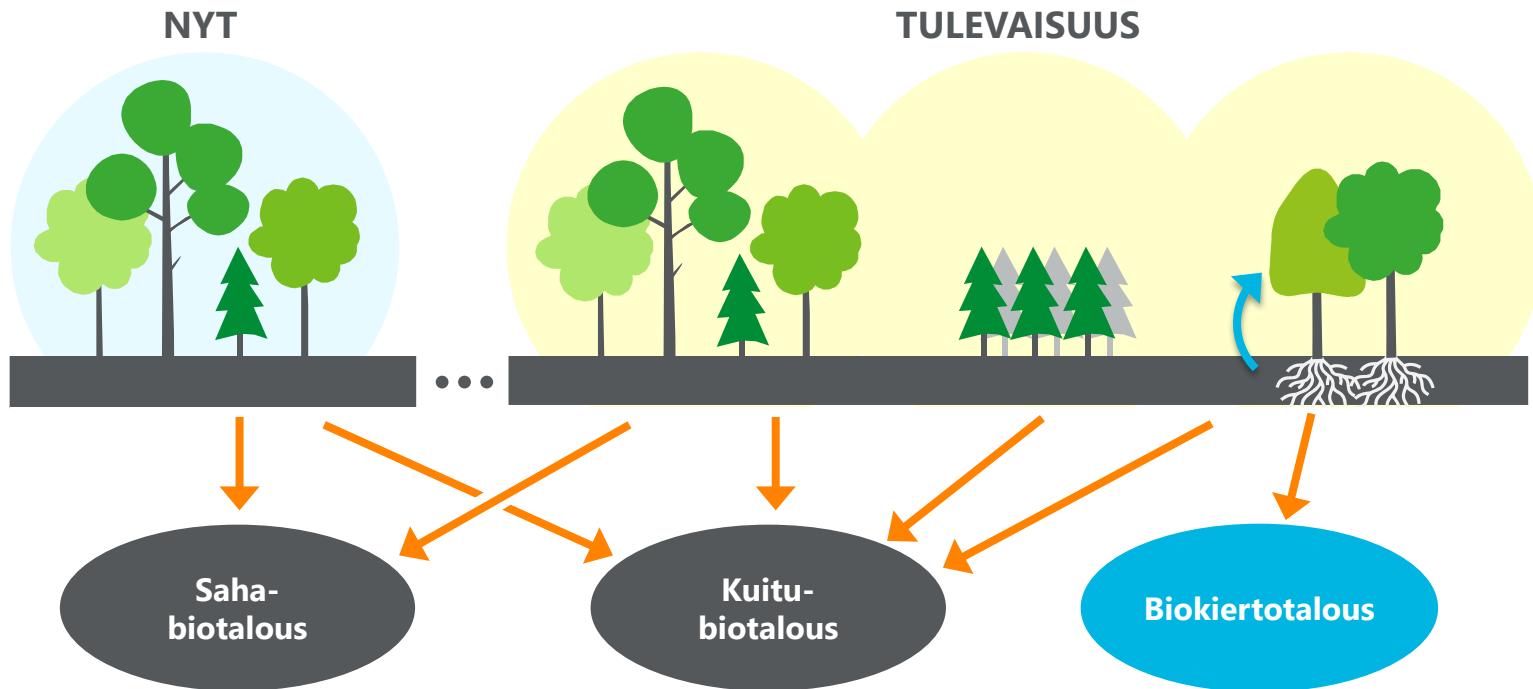 NYT
TULEVAISUUS
Saha-
biotalous
Kuitu-
biotalous
Biokiertotalous